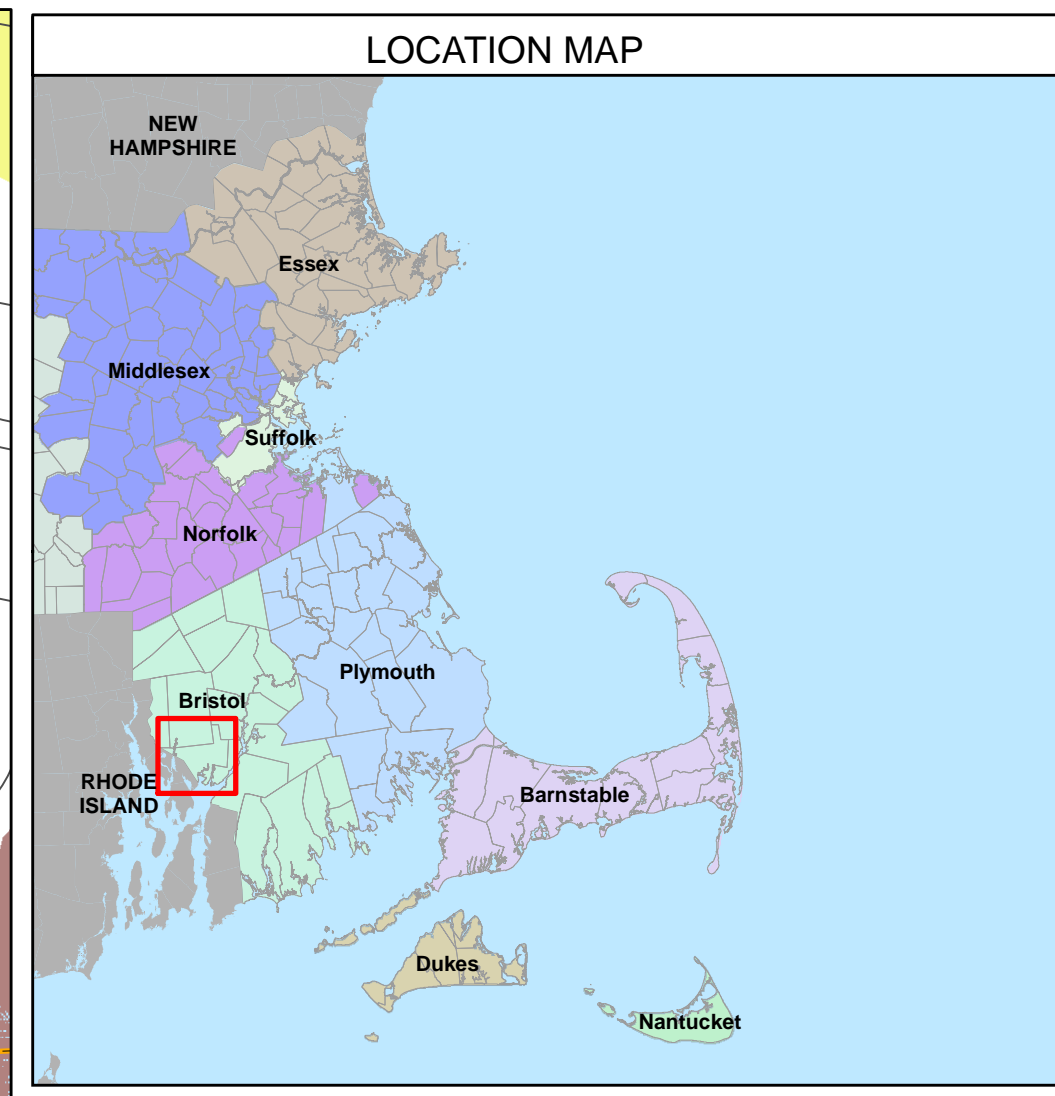 LOCATION MAP
NEW
HAMPSHIRE
Essex
Middlesex
Suffolk
Norfolk
Plymouth
Bristol
RHODE
ISLAND
Barnstable
Dukes
Nantucket